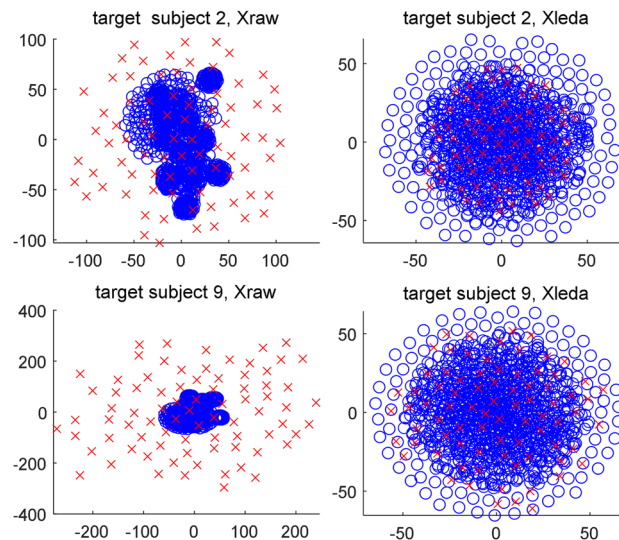 target subject 2, Xraw
100
50
0
-50
-100
-100 -50 0 50 100
target subject 2, Xleda
50
0
-50
-50 0 50
target subject 9, Xraw
400
200
0
-200
-400
-200 -100 0 100 200
target subject 9, Xleda
50
0
-50
-50 0 50